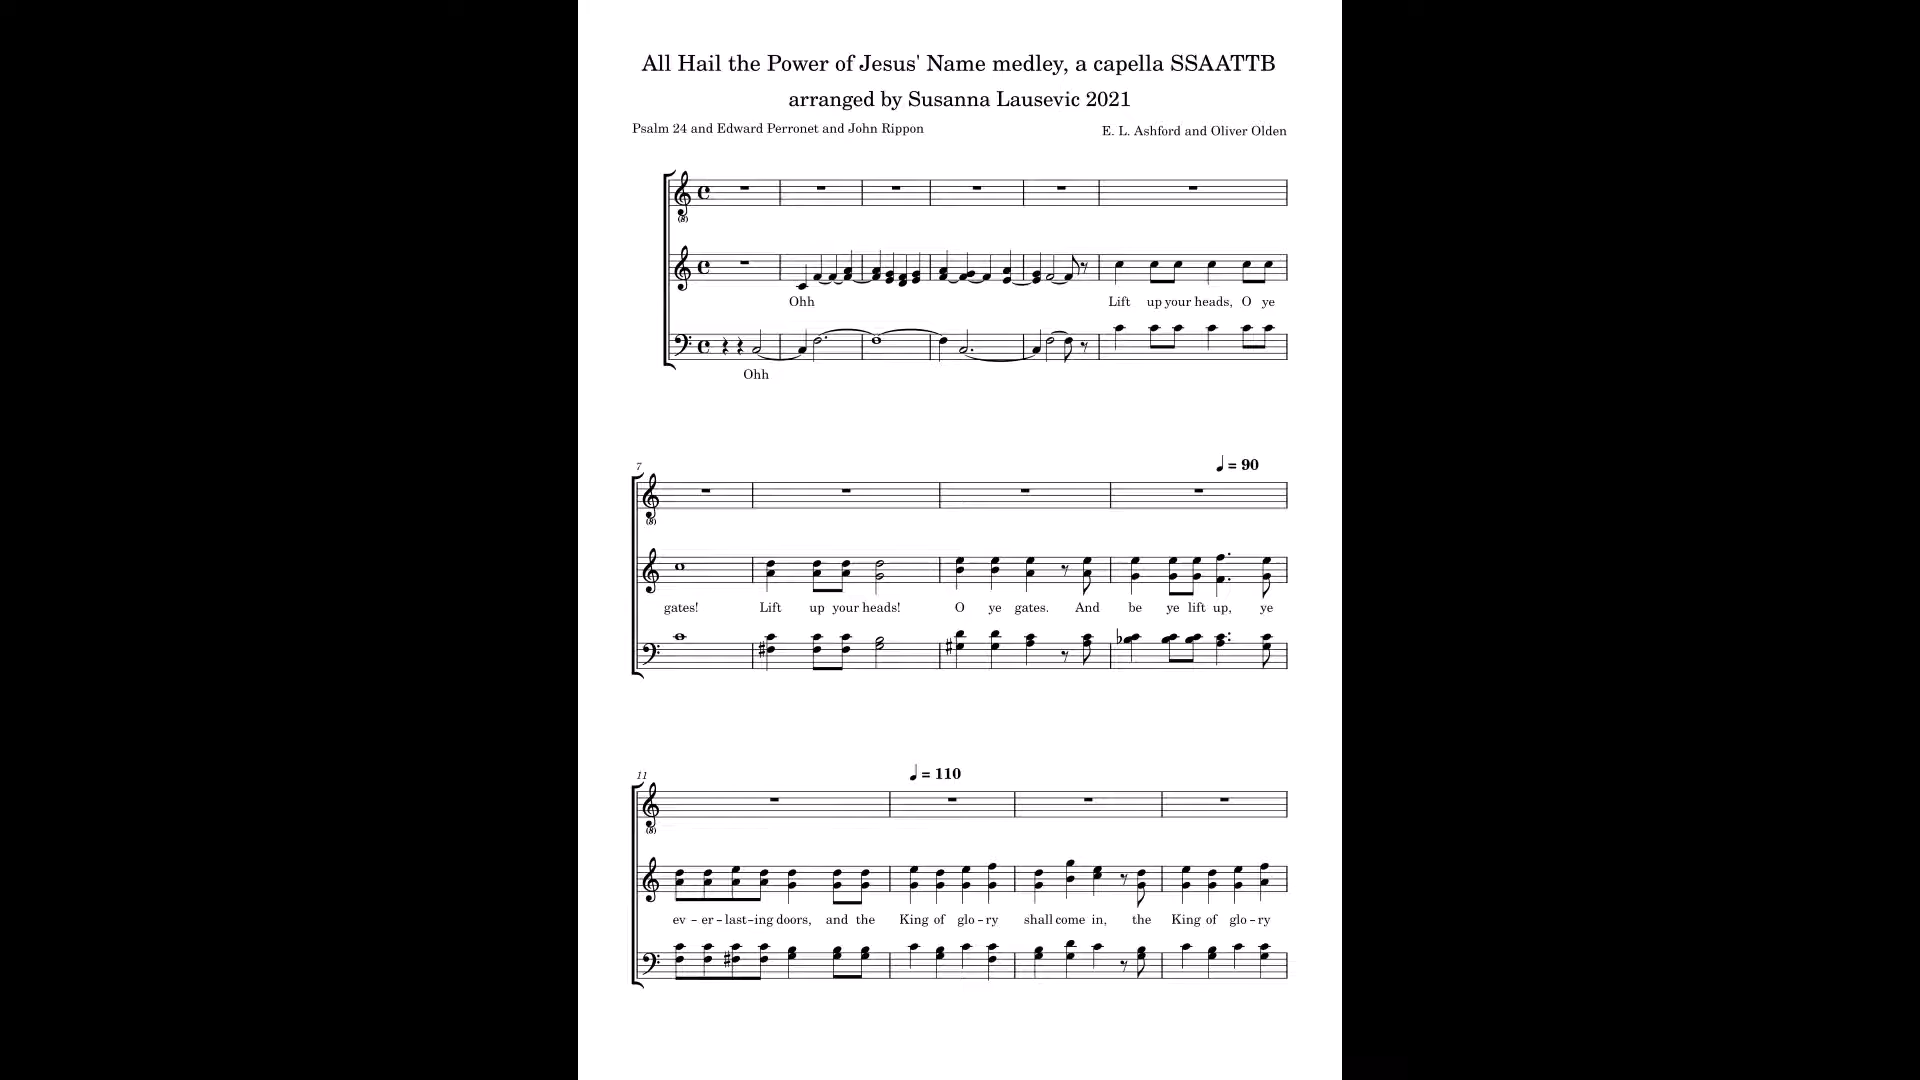 All Hail the Power of Jesus' Name medley, a capella SSAATTB
arranged by Susanna Lausevic 2021
Psalm 24 and Edward Perronet and John Rippon
E. L. Ashford and Oliver Olden
Ohh
Lift up your heads, O ye
Ohh
7
= 90
gates! Lift up your heads! O ye gates. And be ye lift up, ye
11
= 110
ev - er - last - ing doors, and the King of glo - ry shall come in, the King of glo - ry